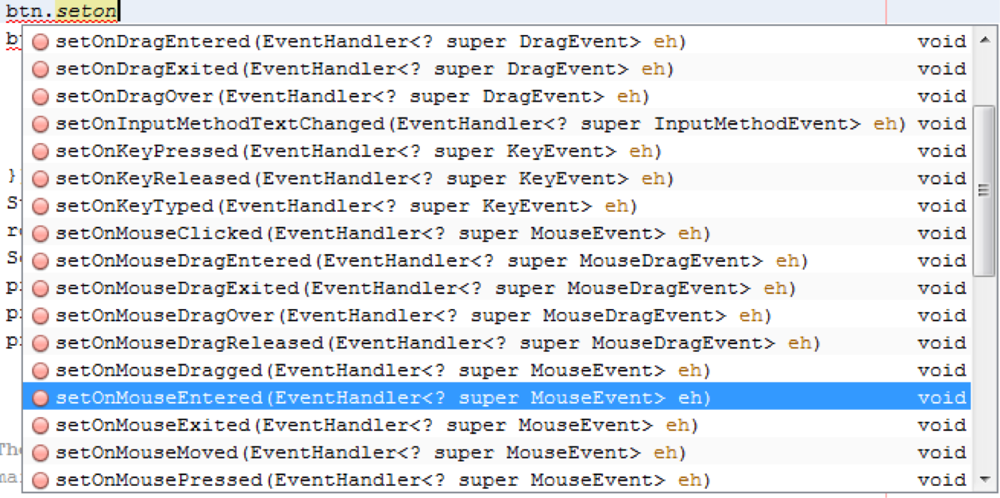 btn.seton
setOnDragEntered(EventHandler<? super DragEvent> eh) void
setOnDragExited(EventHandler<? super DragEvent> eh) void
setOnDragOver(EventHandler<? super DragEvent> eh) void
setOnInputMethodTextChanged(EventHandler<? super InputMethodEvent> eh) void
setOnKeyPressed(EventHandler<? super KeyEvent> eh) void
setOnKeyReleased(EventHandler<? super KeyEvent> eh) void
setOnKeyTyped(EventHandler<? super KeyEvent> eh) void
setOnMouseClicked(EventHandler<? super MouseEvent> eh) void
setOnMouseDragEntered(EventHandler<? super MouseDragEvent> eh) void
setOnMouseDragExited(EventHandler<? super MouseDragEvent> eh) void
setOnMouseDragOver(EventHandler<? super MouseDragEvent> eh) void
setOnMouseDragReleased(EventHandler<? super MouseDragEvent> eh) void
setOnMouseDragged(EventHandler<? super MouseEvent> eh) void
setOnMouseEntered(EventHandler<? super MouseEvent> eh) void
setOnMouseExited(EventHandler<? super MouseEvent> eh) void
setOnMouseMoved(EventHandler<? super MouseEvent> eh) void
setOnMousePressed(EventHandler<? super MouseEvent> eh) void